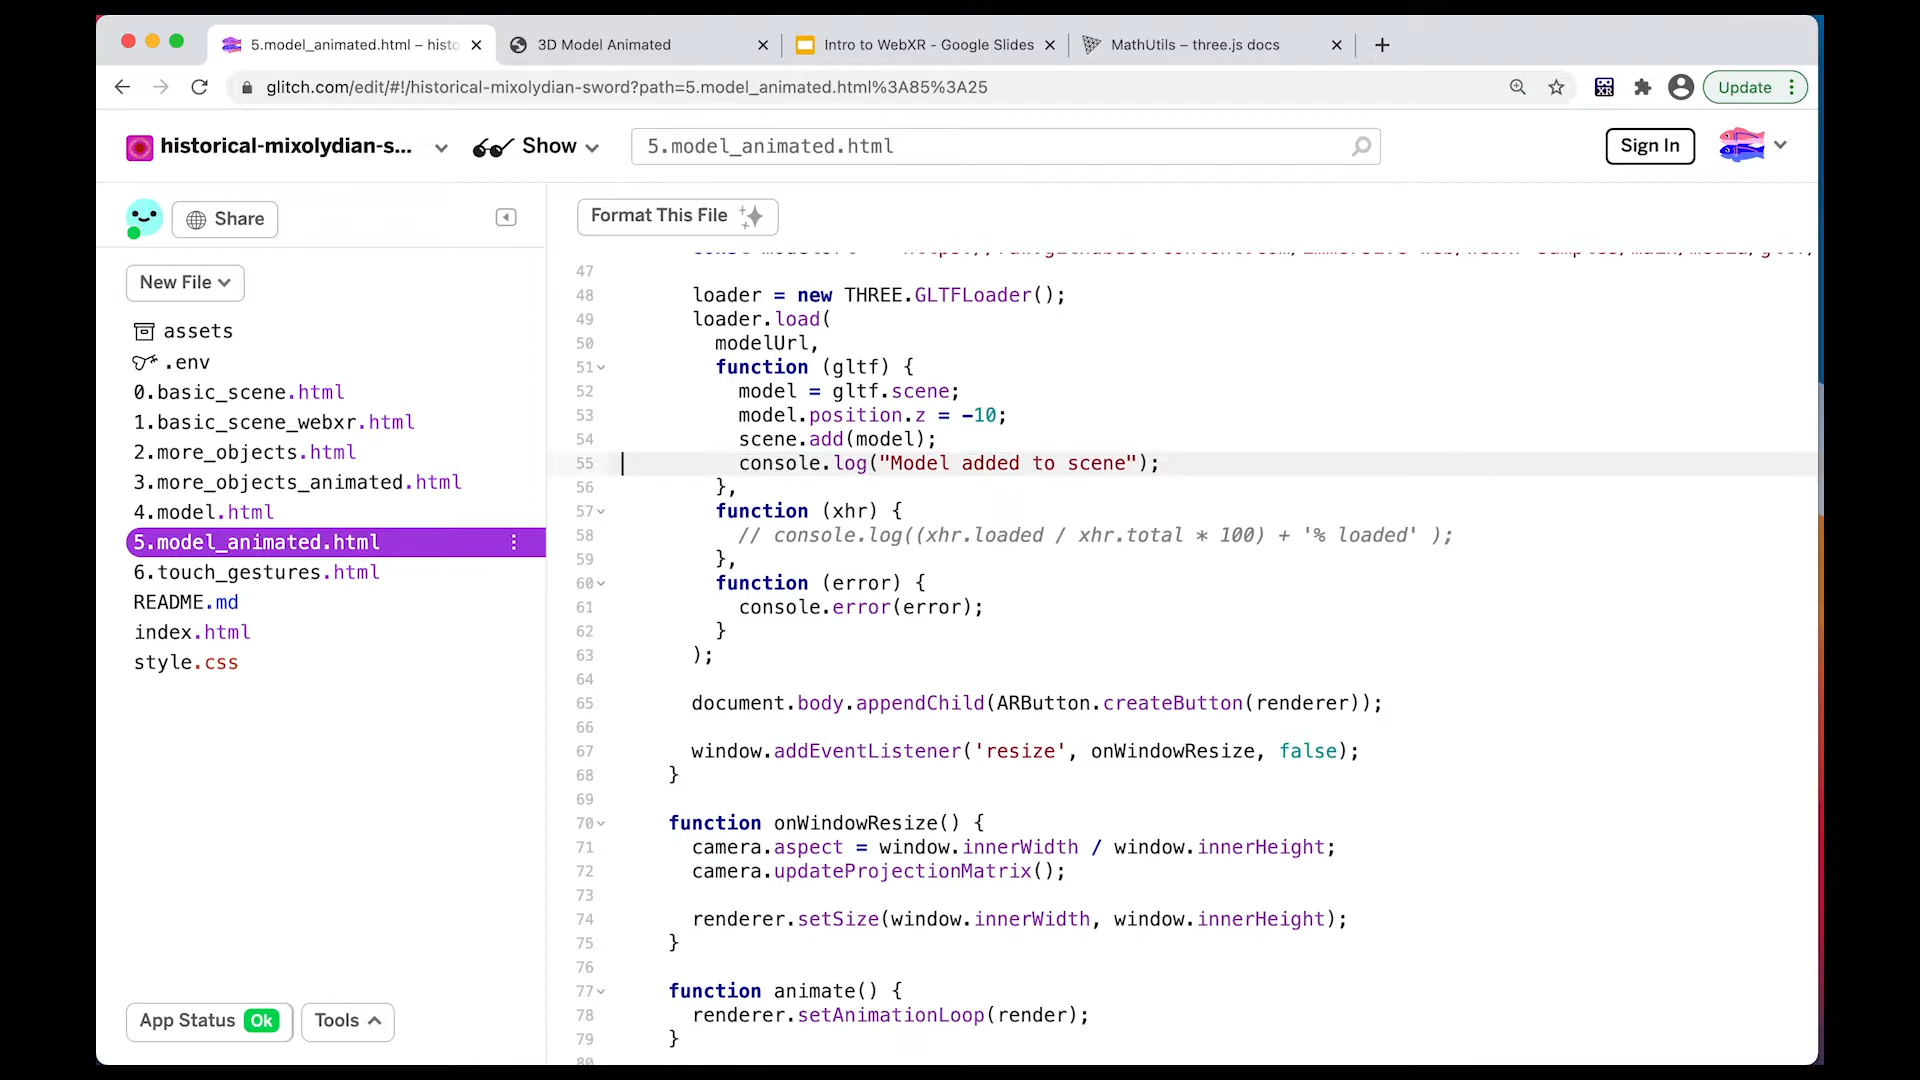 5.model_animated.html – histo
3D Model Animated
Intro to WebXR - Google Slides
MathUtils – three.js docs
glitch.com/edit/#!/historical-mixolydian-sword?path=5.model_animated.html%3A85%3A25
XR
Update
historical-mixolydian-s...
Show
5.model_animated.html
Sign In
Share
Format This File
New File
assets
.env
0.basic_scene.html
1.basic_scene_webxr.html
2.more_objects.html
3.more_objects_animated.html
4.model.html
5.model_animated.html
6.touch_gestures.html
README.md
index.html
style.css
App Status Ok
Tools
47
48 loader = new THREE.GLTFLoader();
49 loader.load(
50 modelUrl,
51 function (gltf) {
52 model = gltf.scene;
53 model.position.z = -10;
54 scene.add(model);
55 console.log("Model added to scene");
56 },
57 function (xhr) {
58 // console.log((xhr.loaded / xhr.total * 100) + '% loaded' );
59 },
60 function (error) {
61 console.error(error);
62 }
63 );
64
65 document.body.appendChild(ARButton.createButton(renderer));
66
67 window.addEventListener('resize', onWindowResize, false);
68 }
69
70 function onWindowResize() {
71 camera.aspect = window.innerWidth / window.innerHeight;
72 camera.updateProjectionMatrix();
73
74 renderer.setSize(window.innerWidth, window.innerHeight);
75 }
76
77 function animate() {
78 renderer.setAnimationLoop(render);
79 }
80